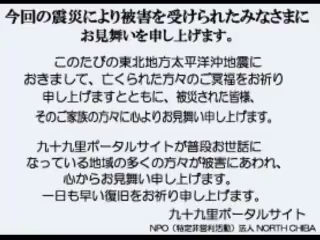 今回の震災により被害を受けられたみなさまに
お見舞いを申し上げます。
このたびの東北地方太平洋沖地震に
おきまして、亡くられた方々のご冥福をお祈り
申し上げますとともに、被災された皆様、
そのご家族の方々に心よりお見舞い申し上げます。
九十九里ポータルサイトが普段お世話に
なっている地域の多くの方々が被害にあわれ、
心からお見舞い申し上げます。
一日も早い復旧をお祈り申し上げます。
九十九里ポータルサイト
NPO（特定非営利活動）法人 NORTH CHIBA